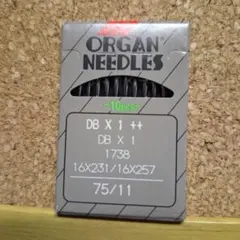 ORGAN
NEEDLES
DB X 1 ++
DB X 1
1738
16X231/16X257
75/11